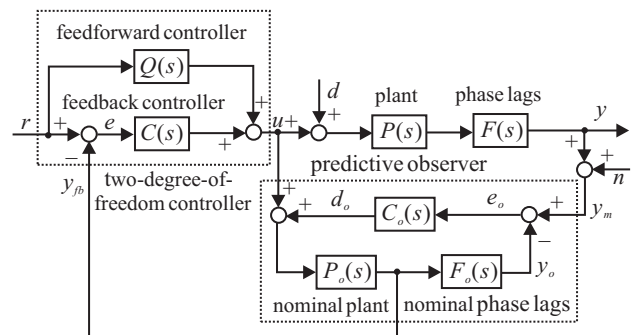 feedforward controller
Q(s)
feedback controller
d
plant
phase lags
r
+
e
C(s)
+
+
u+
+
P(s)
F(s)
y
−
+
+
n
y_fb
two-degree-of-
freedom controller
predictive observer
+
+
d_o
C_o(s)
e_o
+
y_m
−
P_o(s)
F_o(s)
y_o
nominal plant
nominal phase lags